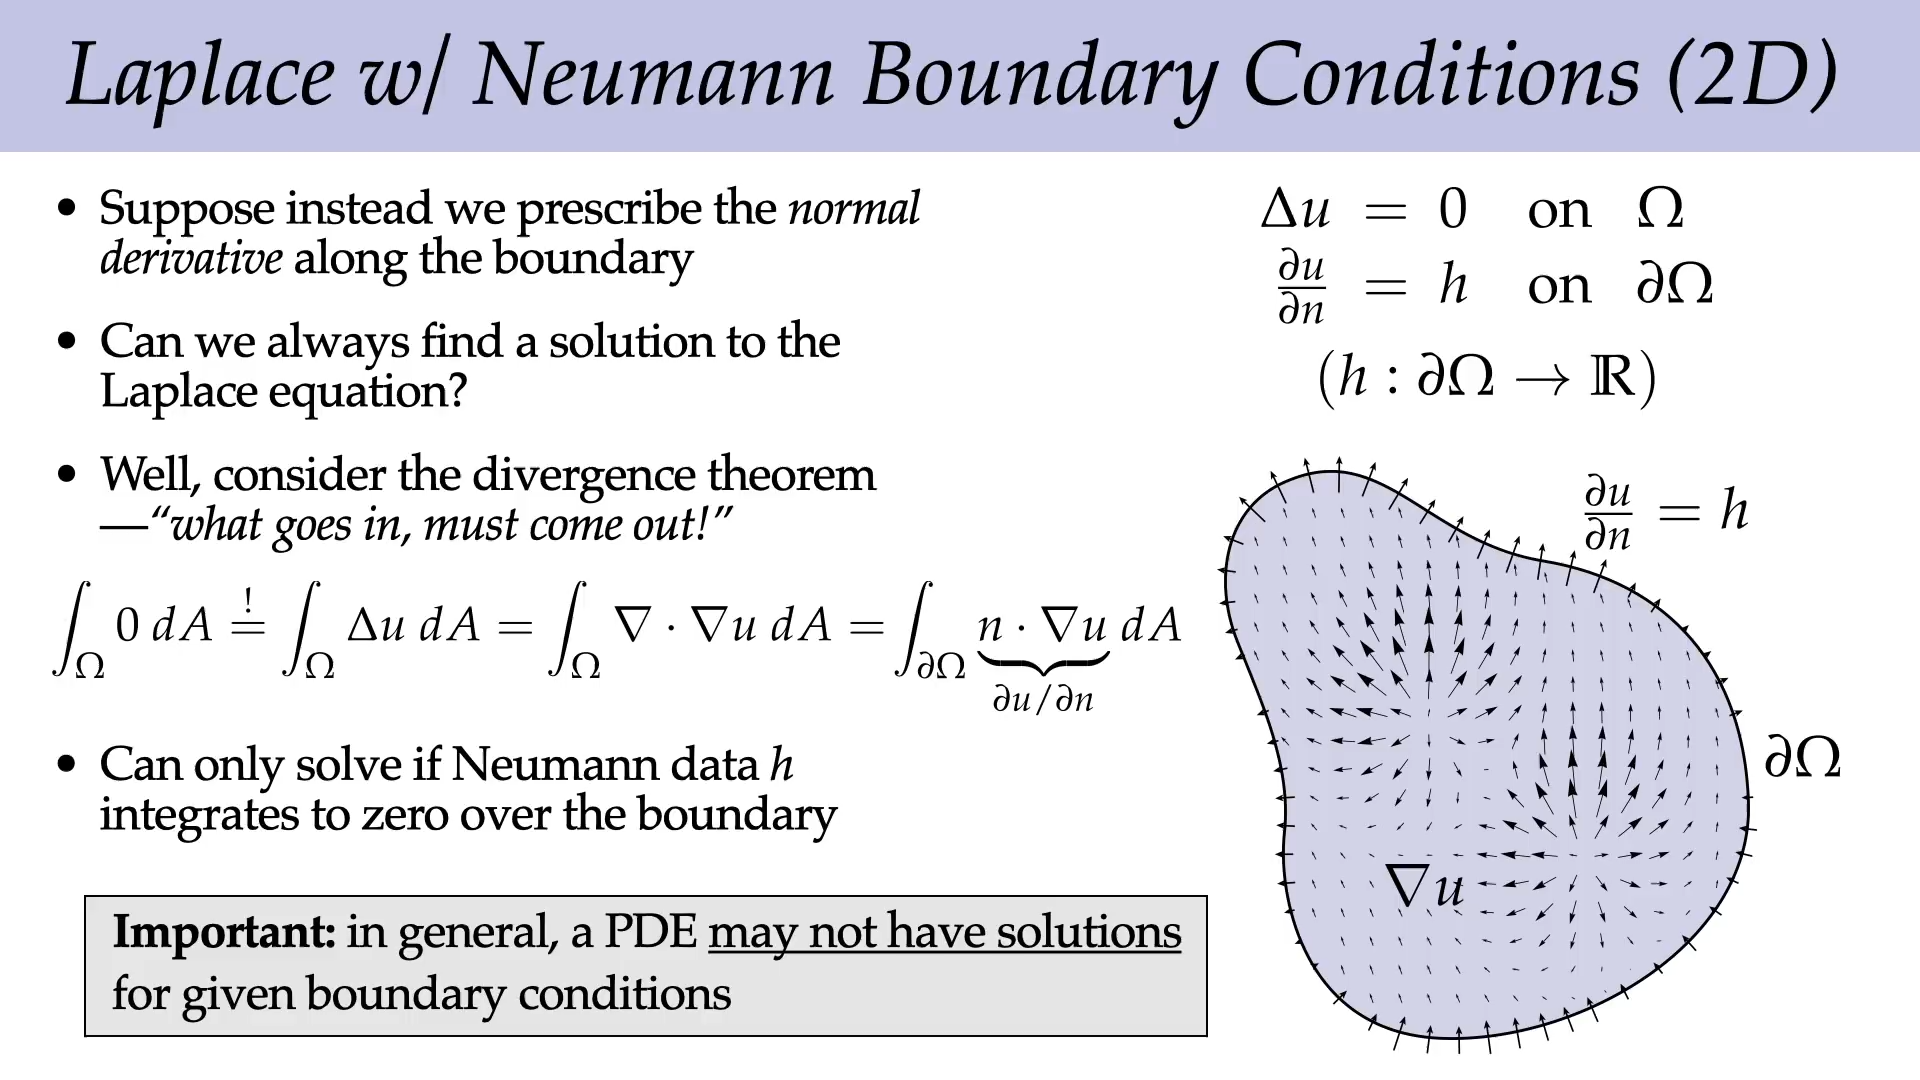 Laplace w/ Neumann Boundary Conditions (2D)
• Suppose instead we prescribe the normal
derivative along the boundary
• Can we always find a solution to the
Laplace equation?
• Well, consider the divergence theorem
—“what goes in, must come out!”
∫_Ω 0 dA =^! ∫_Ω Δu dA = ∫_Ω ∇ · ∇u dA = ∫_∂Ω n · ∇u dA
∂u/∂n
• Can only solve if Neumann data h
integrates to zero over the boundary
Important: in general, a PDE may not have solutions
for given boundary conditions
Δu = 0 on Ω
∂u/∂n = h on ∂Ω
(h : ∂Ω → ℝ)
∂u/∂n = h
∂Ω
∇u